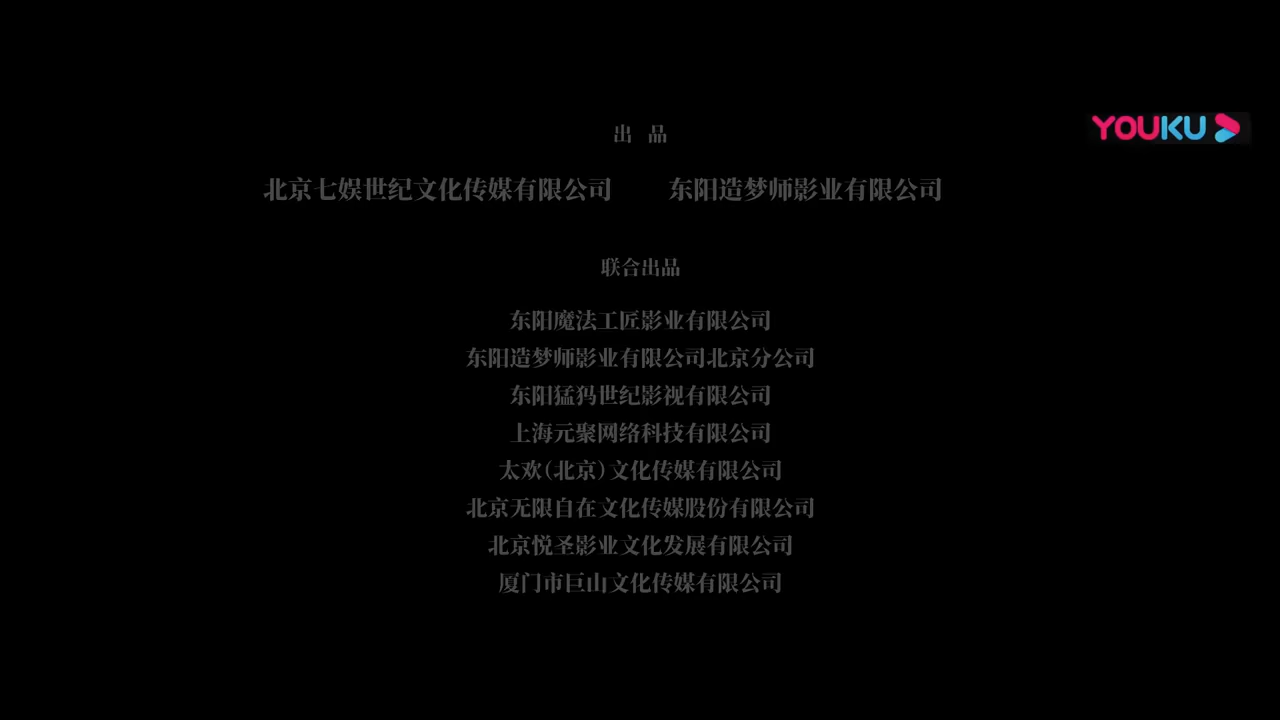 出 品
YOUKU
北京七娱世纪文化传媒有限公司 东阳造梦师影业有限公司
联合出品
东阳魔法工匠影业有限公司
东阳造梦师影业有限公司北京分公司
东阳猛犸世纪影视有限公司
上海元聚网络科技有限公司
太欢(北京)文化传媒有限公司
北京无限自在文化传媒股份有限公司
北京悦圣影业文化发展有限公司
厦门市巨山文化传媒有限公司